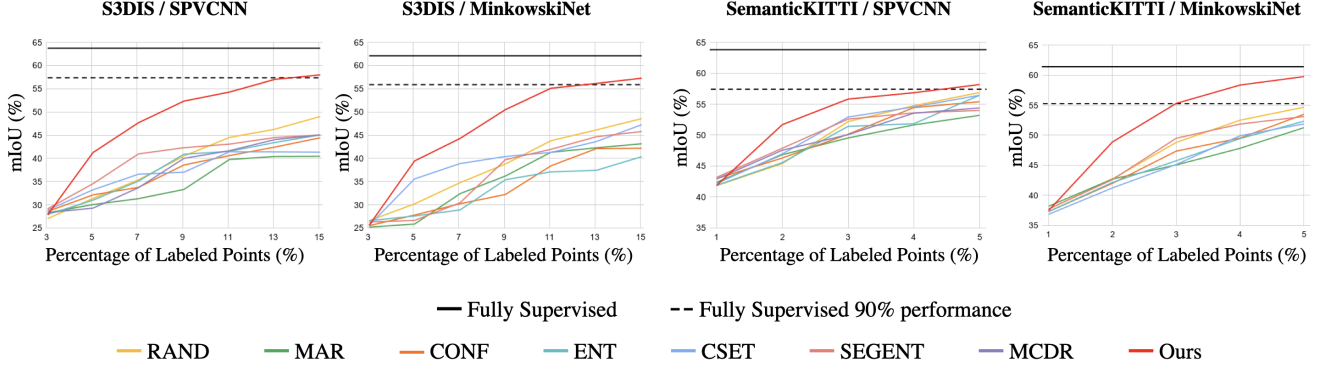 S3DIS / SPVCNN
65
60
55
50
45
40
35
30
25
mIoU (%)
3 5 7 9 11 13 15
Percentage of Labeled Points (%)
S3DIS / MinkowskiNet
65
60
55
50
45
40
35
30
25
mIoU (%)
3 5 7 9 11 13 15
Percentage of Labeled Points (%)
SemanticKITTI / SPVCNN
65
60
55
50
45
40
35
mIoU (%)
1 2 3 4 5
Percentage of Labeled Points (%)
SemanticKITTI / MinkowskiNet
65
60
55
50
45
40
35
mIoU (%)
1 2 3 4 5
Percentage of Labeled Points (%)
Fully Supervised Fully Supervised 90% performance
RAND MAR CONF ENT CSET SEGENT MCDR Ours